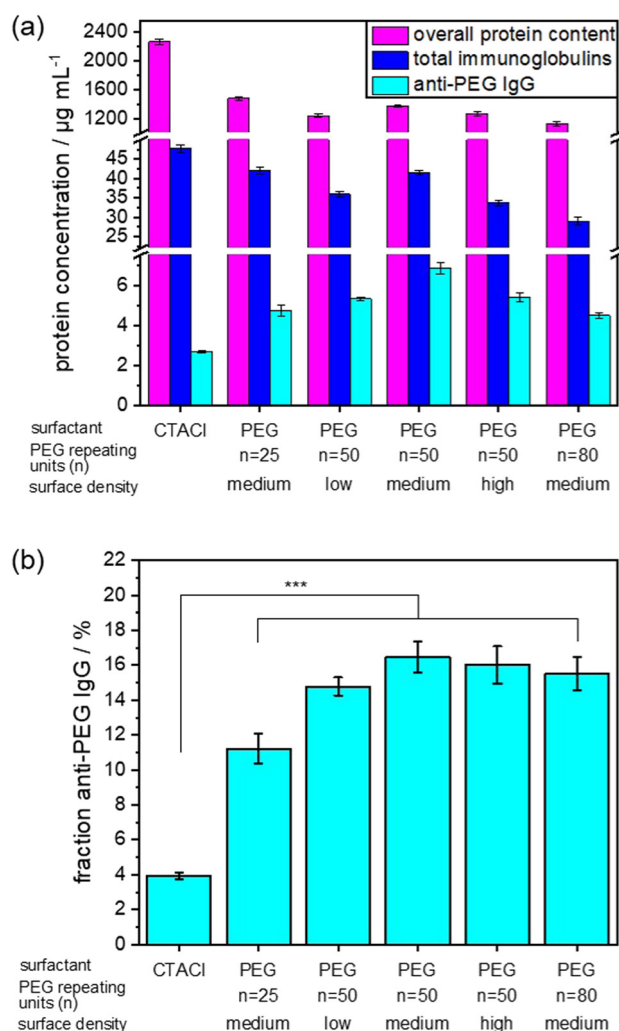 (a)
overall protein content
total immunoglobulins
anti-PEG IgG
protein concentration / µg mL⁻¹
2400
2000
1600
1200
45
40
35
30
25
6
4
2
0
surfactant CTACl PEG PEG PEG PEG PEG
PEG repeating
units (n) n=25 n=50 n=50 n=50 n=80
surface density medium low medium high medium
(b)
fraction anti-PEG IgG / %
22
20
18
16
14
12
10
8
6
4
2
0
***
surfactant CTACl PEG PEG PEG PEG PEG
PEG repeating
units (n) n=25 n=50 n=50 n=50 n=80
surface density medium low medium high medium